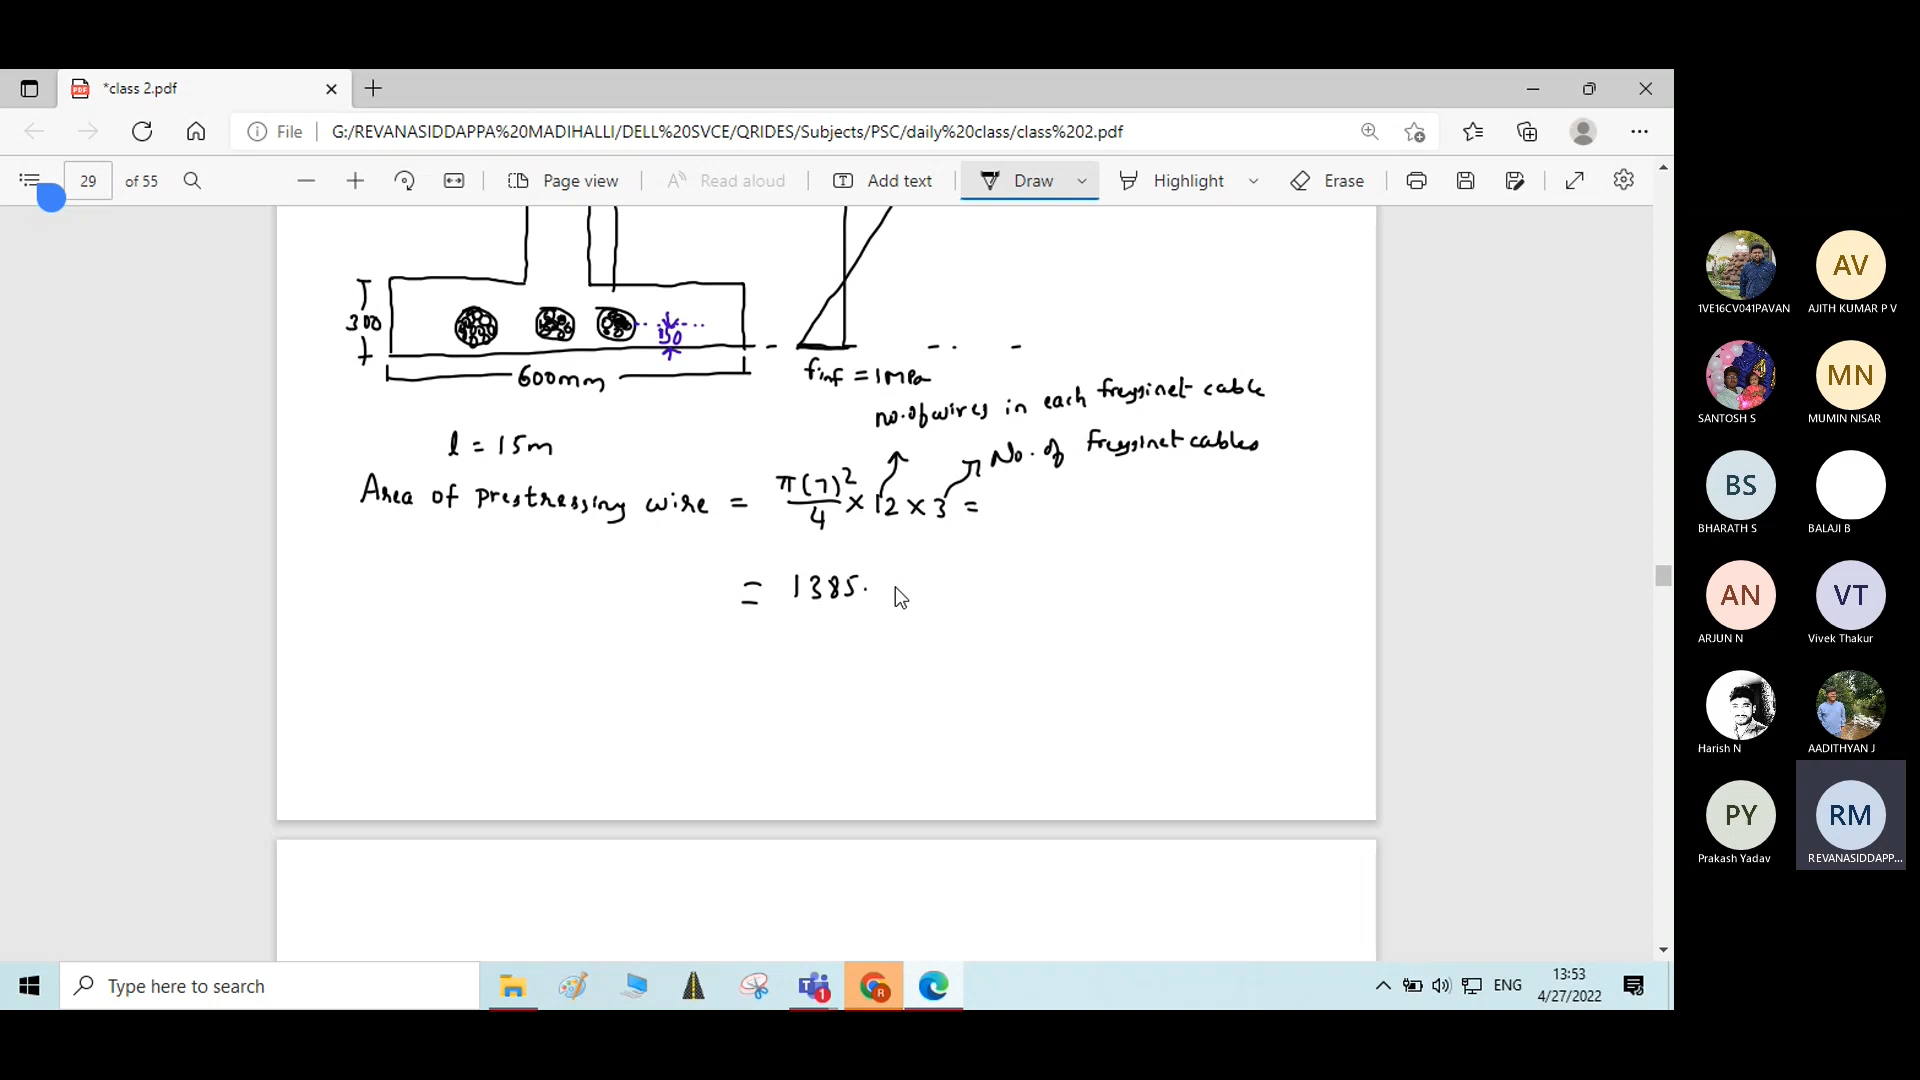 *class 2.pdf
File
G:/REVANASIDDAPPA%20MADIHALLI/DELL%20SVCE/QRIDES/Subjects/PSC/daily%20class/class%202.pdf
29 of 55
Page view
Read aloud
Add text
Draw
Highlight
Erase
300
150
600mm
finf = 1MPa
no. of wires in each freyssinet cable
l = 15m
No. of Freyssinet cables
Area of prestressing wire = π(7)²/4 × 12 × 3 =
= 1385.
1VE16CV041PAVAN
AV
AJITH KUMAR P V
SANTOSH S
MN
MUMIN NISAR
BS
BHARATH S
BALAJI B
AN
ARJUN N
VT
Vivek Thakur
Harish N
AADITHYAN J
PY
Prakash Yadav
RM
REVANASIDDAPP...
Type here to search
1
R
ENG
13:53
4/27/2022